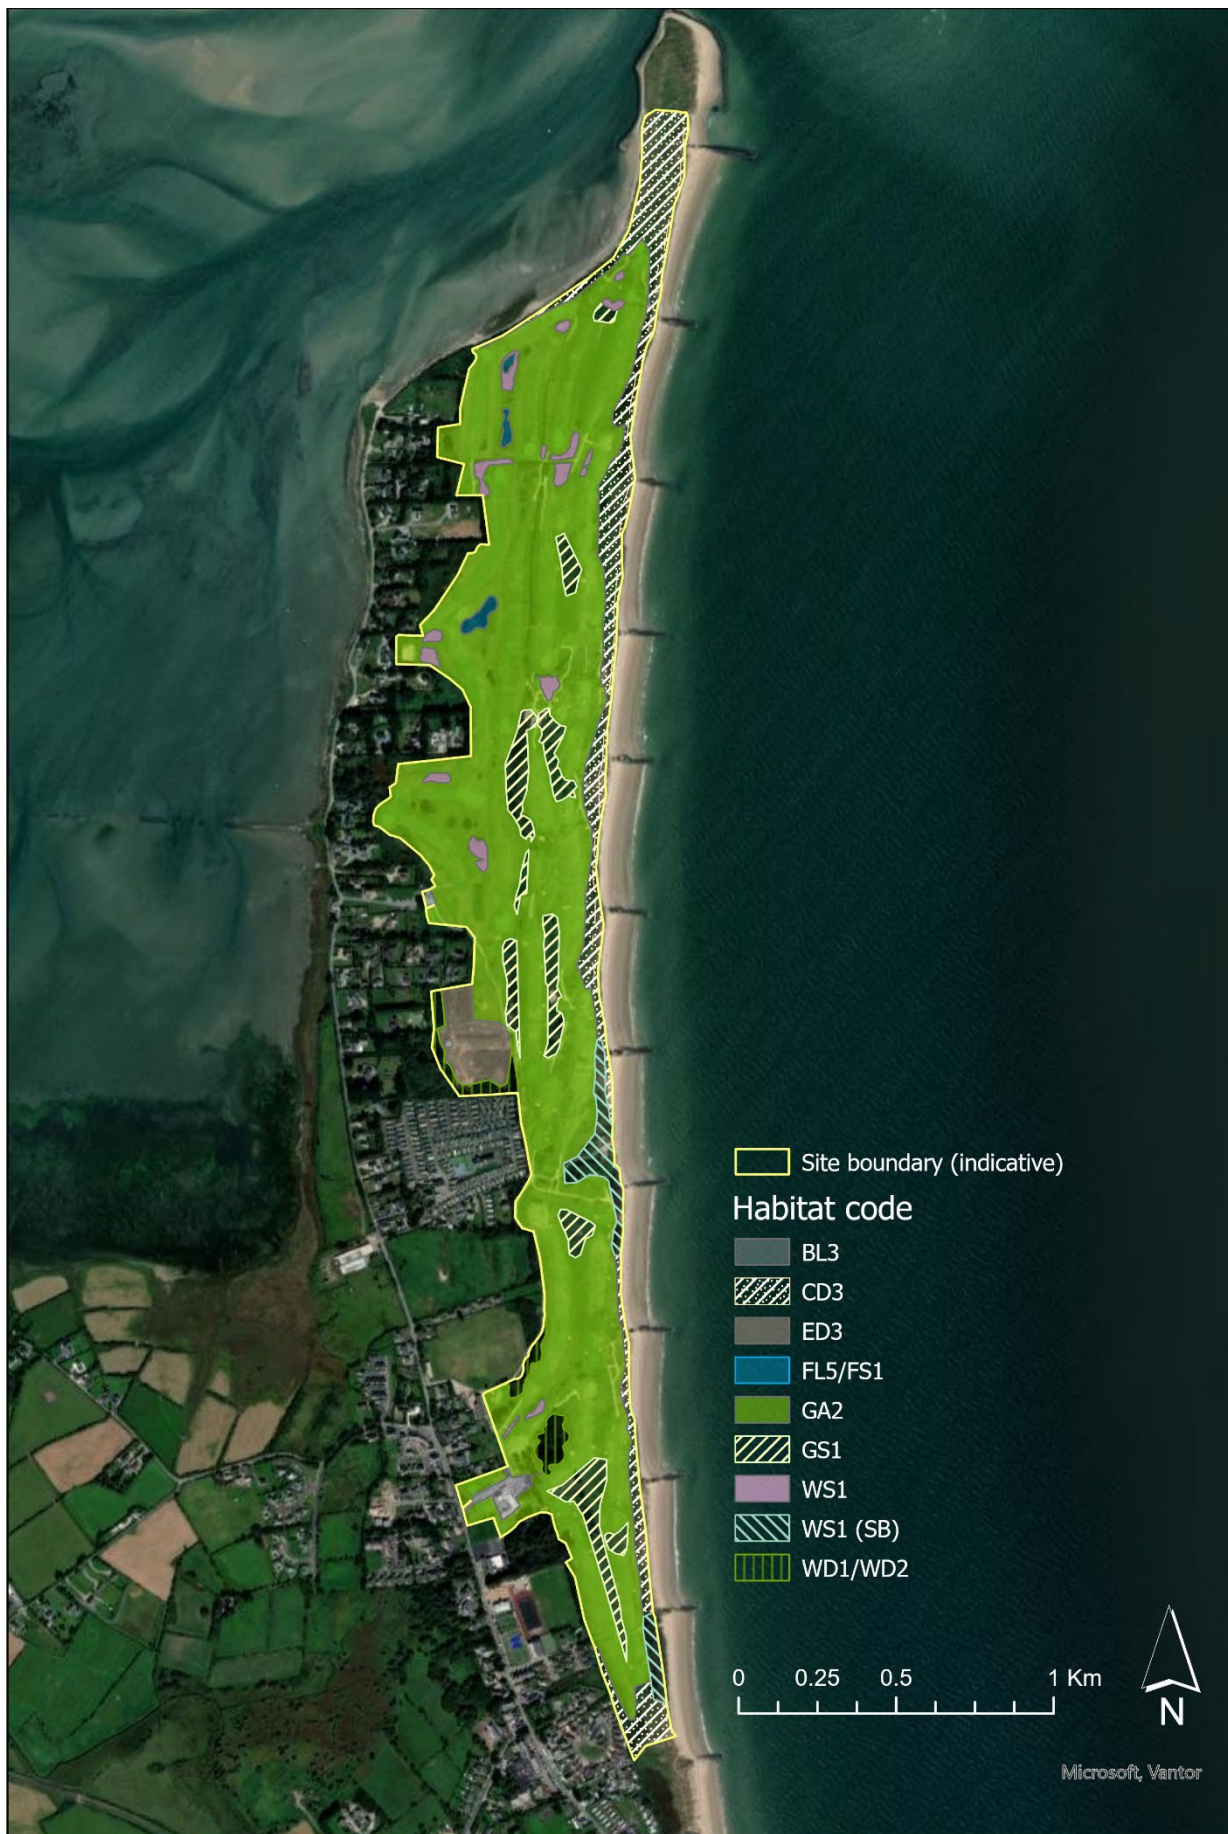 Site boundary (indicative)
Habitat code
BL3
CD3
ED3
FL5/FS1
GA2
GS1
WS1
WS1 (SB)
WD1/WD2
0 0.25 0.5 1 Km
N
Microsoft, Vantor